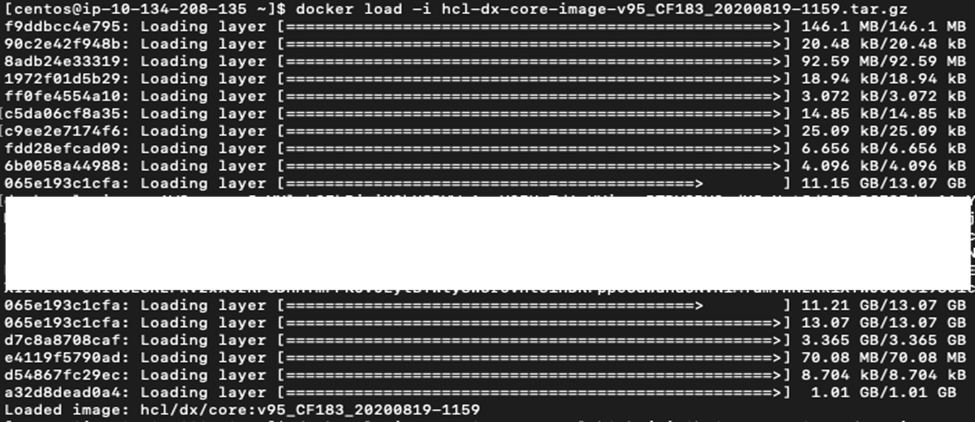 [centos@ip-10-134-208-135 ~]$ docker load -i hcl-dx-core-image-v95_CF183_20200819-1159.tar.gz
f9ddbcc4e795: Loading layer [==================================================>] 146.1 MB/146.1 MB
90c2e42f948b: Loading layer [==================================================>] 20.48 kB/20.48 kB
8adb24e33319: Loading layer [==================================================>] 92.59 MB/92.59 MB
1972f01d5b29: Loading layer [==================================================>] 18.94 kB/18.94 kB
ff0fe4554a10: Loading layer [==================================================>] 3.072 kB/3.072 kB
c5da06cf8a35: Loading layer [==================================================>] 14.85 kB/14.85 kB
c9ee2e7174f6: Loading layer [==================================================>] 25.09 kB/25.09 kB
fdd28efcad09: Loading layer [==================================================>] 6.656 kB/6.656 kB
6b0058a44988: Loading layer [==================================================>] 4.096 kB/4.096 kB
065e193c1cfa: Loading layer [==========================================>        ] 11.15 GB/13.07 GB
065e193c1cfa: Loading layer [==========================================>        ] 11.21 GB/13.07 GB
065e193c1cfa: Loading layer [==================================================>] 13.07 GB/13.07 GB
d7c8a8708caf: Loading layer [==================================================>] 3.365 GB/3.365 GB
e4119f5790ad: Loading layer [==================================================>] 70.08 MB/70.08 MB
d54867fc29ec: Loading layer [==================================================>] 8.704 kB/8.704 kB
a32d8dead0a4: Loading layer [==================================================>] 1.01 GB/1.01 GB
Loaded image: hcl/dx/core:v95_CF183_20200819-1159